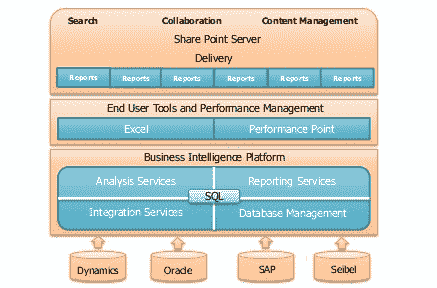 Search Collaboration Content Management
Share Point Server
Delivery
Reports Reports Reports Reports Reports Reports
End User Tools and Performance Management
Excel Performance Point
Business Intelligence Platform
Analysis Services Reporting Services
SQL
Integration Services Database Management
Dynamics Oracle SAP Seibel